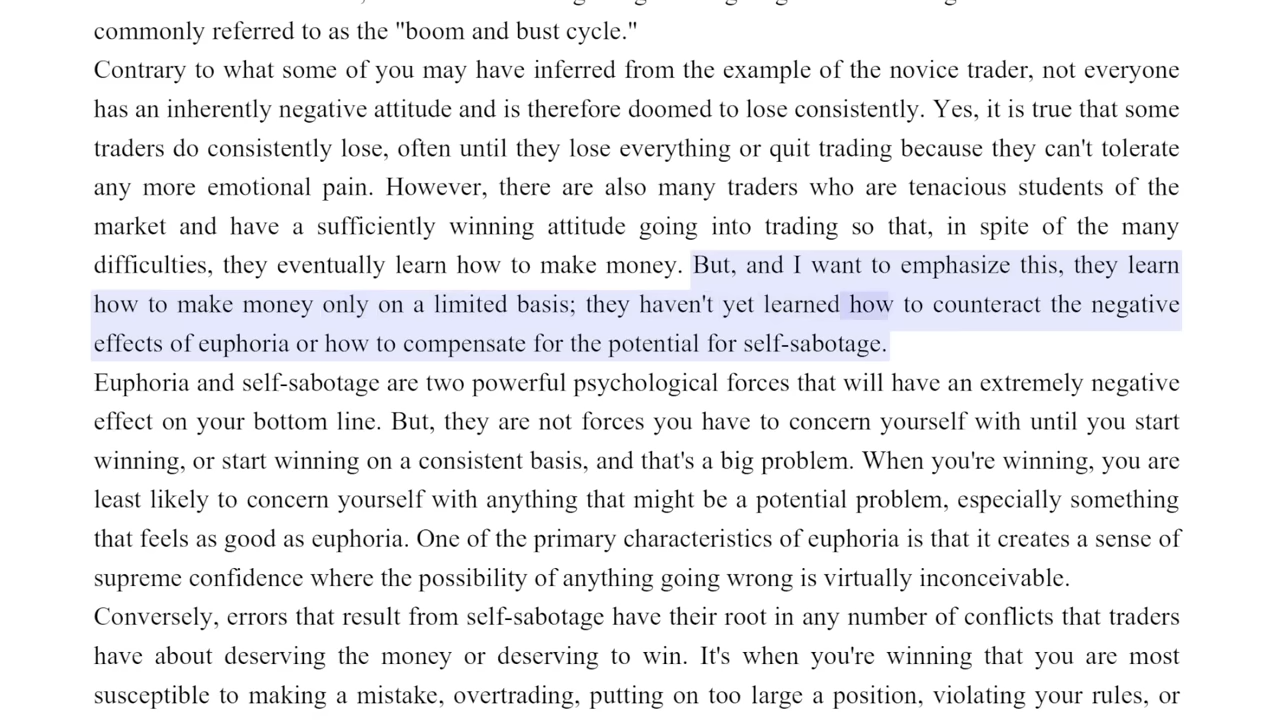 commonly referred to as the "boom and bust cycle."
Contrary to what some of you may have inferred from the example of the novice trader, not everyone
has an inherently negative attitude and is therefore doomed to lose consistently. Yes, it is true that some
traders do consistently lose, often until they lose everything or quit trading because they can't tolerate
any more emotional pain. However, there are also many traders who are tenacious students of the
market and have a sufficiently winning attitude going into trading so that, in spite of the many
difficulties, they eventually learn how to make money. But, and I want to emphasize this, they learn
how to make money only on a limited basis; they haven't yet learned how to counteract the negative
effects of euphoria or how to compensate for the potential for self-sabotage.
Euphoria and self-sabotage are two powerful psychological forces that will have an extremely negative
effect on your bottom line. But, they are not forces you have to concern yourself with until you start
winning, or start winning on a consistent basis, and that's a big problem. When you're winning, you are
least likely to concern yourself with anything that might be a potential problem, especially something
that feels as good as euphoria. One of the primary characteristics of euphoria is that it creates a sense of
supreme confidence where the possibility of anything going wrong is virtually inconceivable.
Conversely, errors that result from self-sabotage have their root in any number of conflicts that traders
have about deserving the money or deserving to win. It's when you're winning that you are most
susceptible to making a mistake, overtrading, putting on too large a position, violating your rules, or